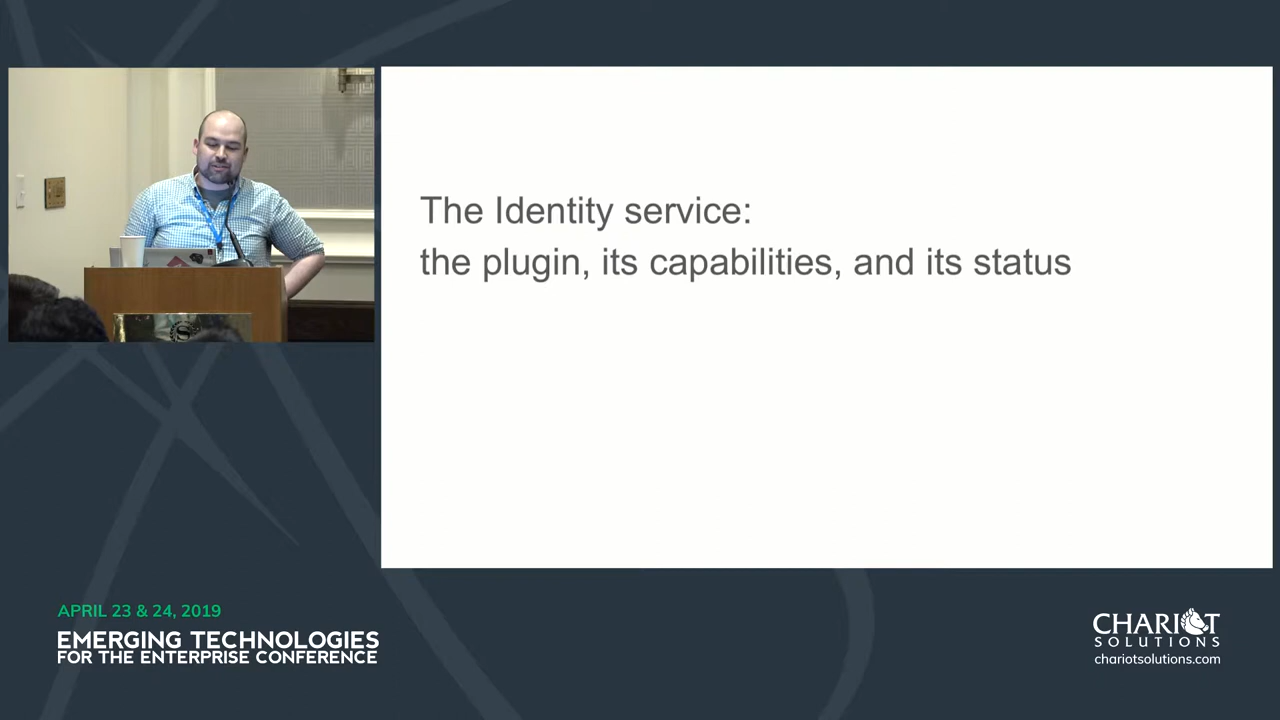 The Identity service:
the plugin, its capabilities, and its status
APRIL 23 & 24, 2019
EMERGING TECHNOLOGIES
FOR THE ENTERPRISE CONFERENCE
CHARIOT
SOLUTIONS
chariotsolutions.com